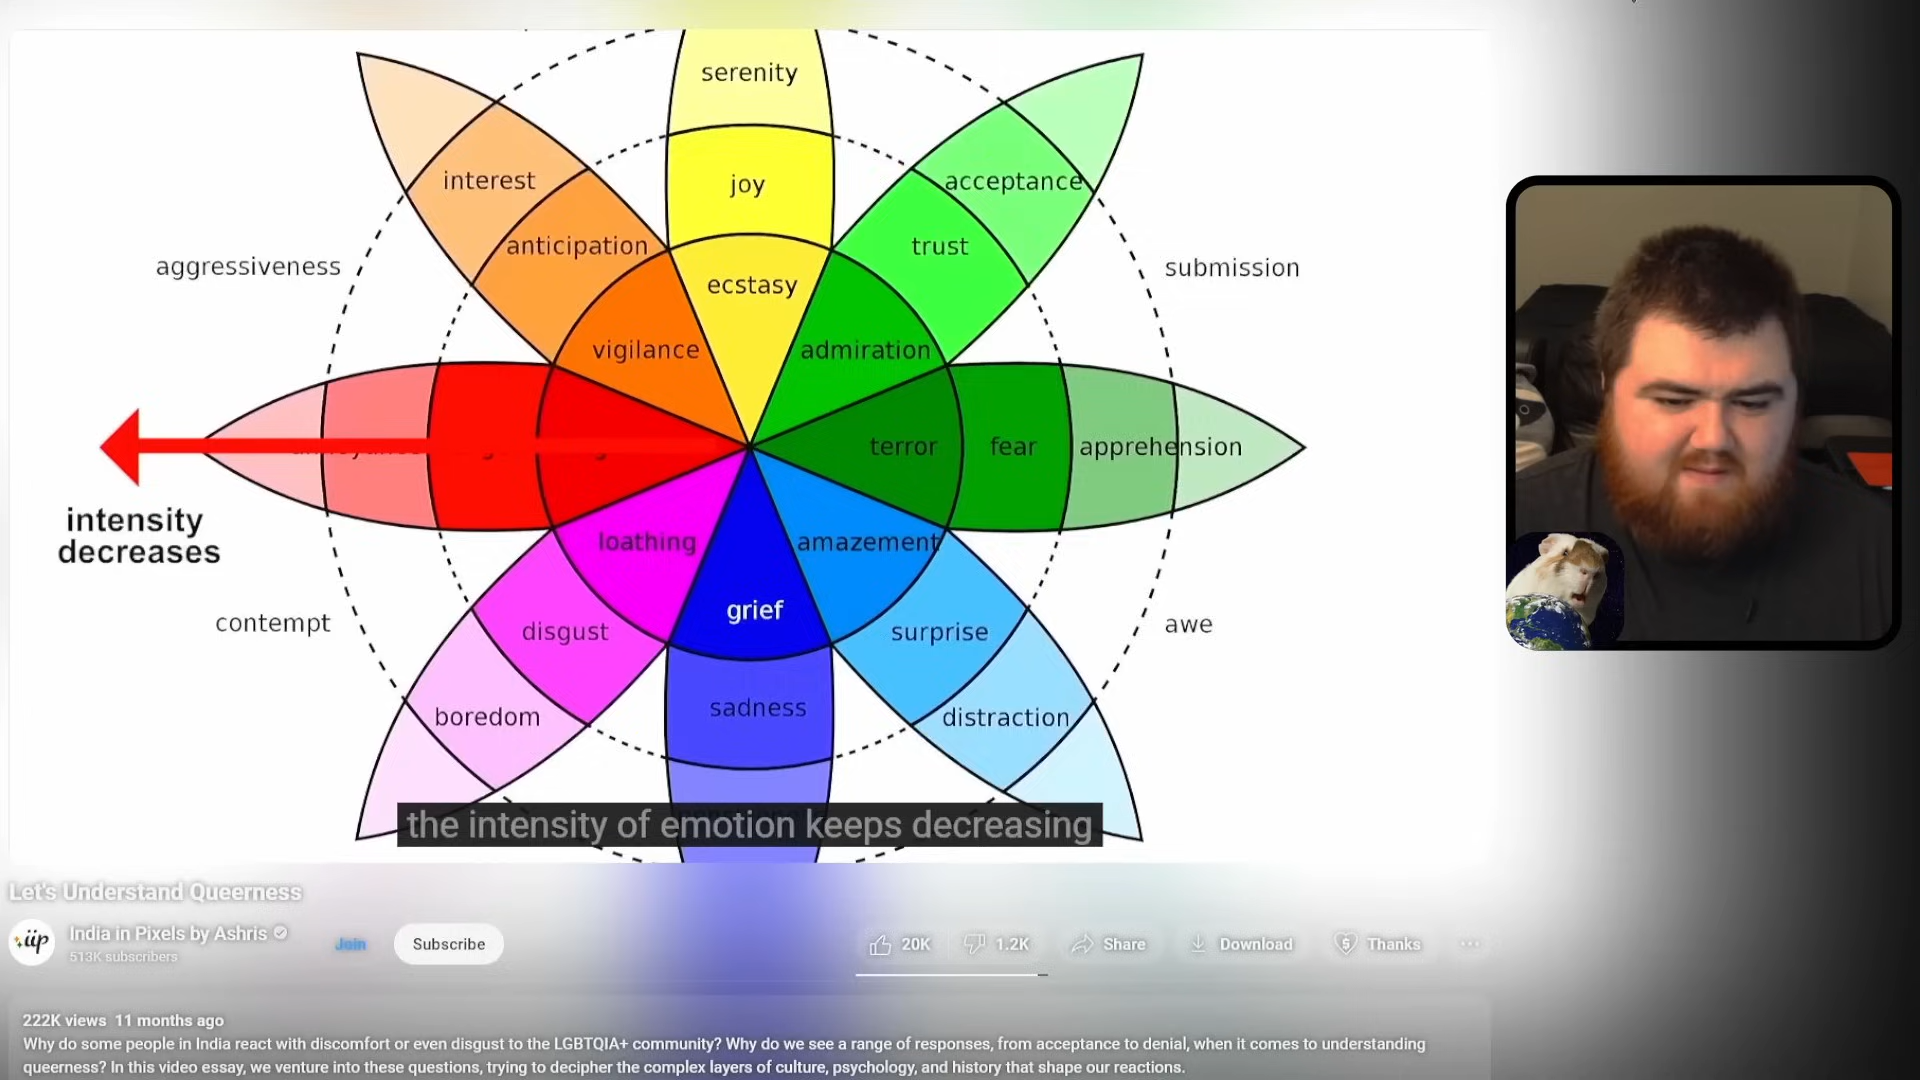 serenity
interest
joy
acceptance
anticipation
trust
aggressiveness
ecstasy
submission
vigilance
admiration
terror
fear
apprehension
intensity
decreases
loathing
amazement
grief
contempt
disgust
surprise
awe
boredom
sadness
distraction
the intensity of emotion keeps decreasing
Let's Understand Queerness
iip
India in Pixels by Ashris
513K subscribers
Join
Subscribe
20K
1.2K
Share
Download
Thanks
222K views 11 months ago
Why do some people in India react with discomfort or even disgust to the LGBTQIA+ community? Why do we see a range of responses, from acceptance to denial, when it comes to understanding
queerness? In this video essay, we venture into these questions, trying to decipher the complex layers of culture, psychology, and history that shape our reactions.